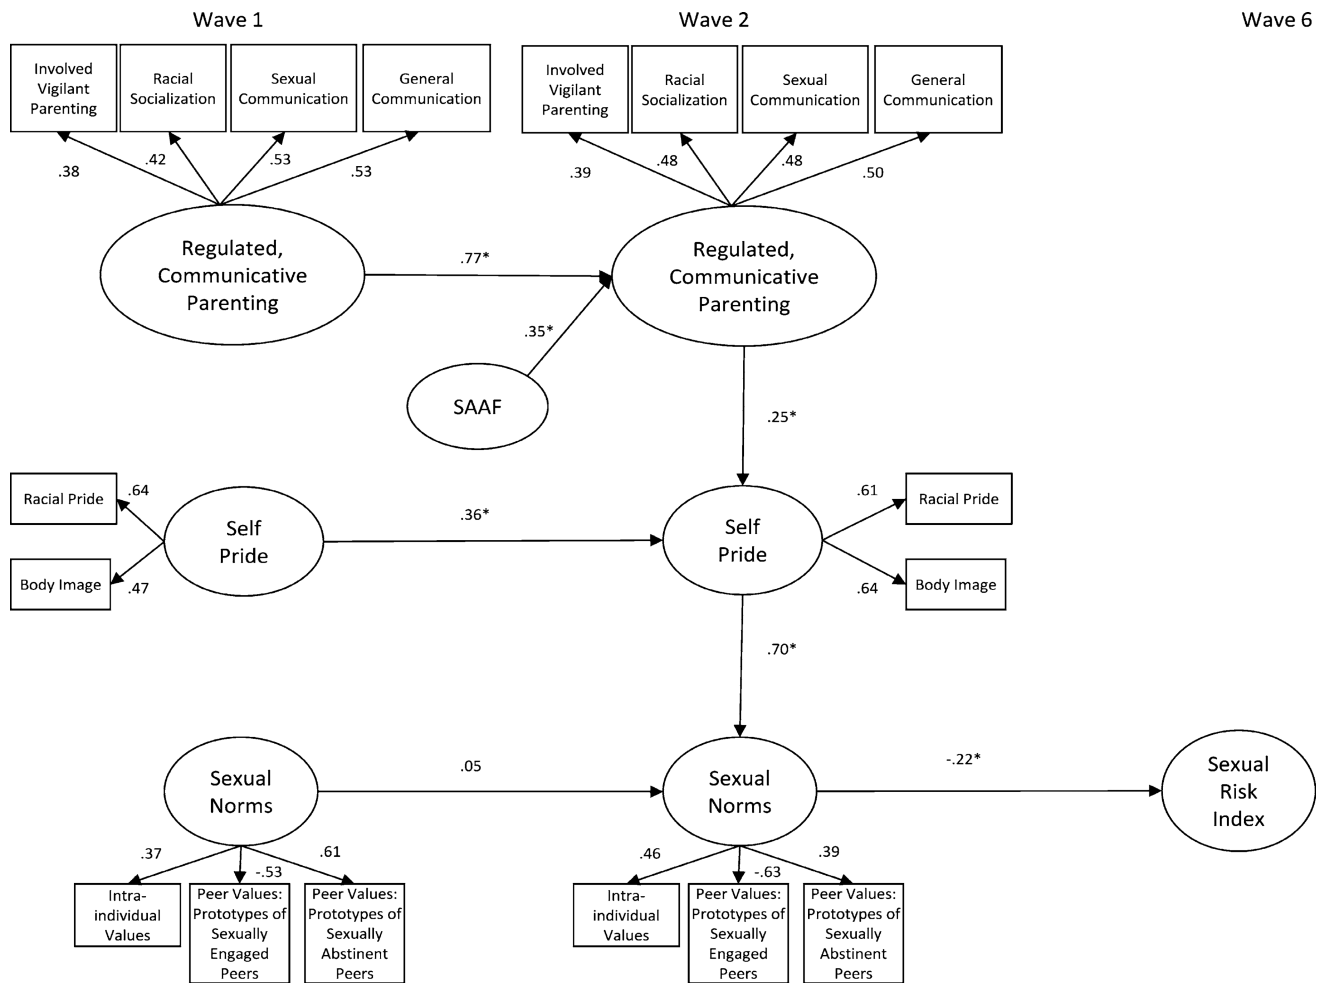 Wave 1
Wave 2
Wave 6
Involved
Vigilant
Parenting
Racial
Socialization
Sexual
Communication
General
Communication
Involved
Vigilant
Parenting
Racial
Socialization
Sexual
Communication
General
Communication
.38
.42
.53
.53
.39
.48
.48
.50
Regulated,
Communicative
Parenting
.77*
Regulated,
Communicative
Parenting
.35*
SAAF
.25*
Racial Pride
.64
Body Image
.47
Self
Pride
.36*
Self
Pride
.61
Racial Pride
.64
Body Image
.70*
Sexual
Norms
.05
Sexual
Norms
-.22*
Sexual
Risk
Index
.37
-.53
.61
.46
-.63
.39
Intra-
individual
Values
Peer Values:
Prototypes of
Sexually
Engaged
Peers
Peer Values:
Prototypes of
Sexually
Abstinent
Peers
Intra-
individual
Values
Peer Values:
Prototypes of
Sexually
Engaged
Peers
Peer Values:
Prototypes of
Sexually
Abstinent
Peers